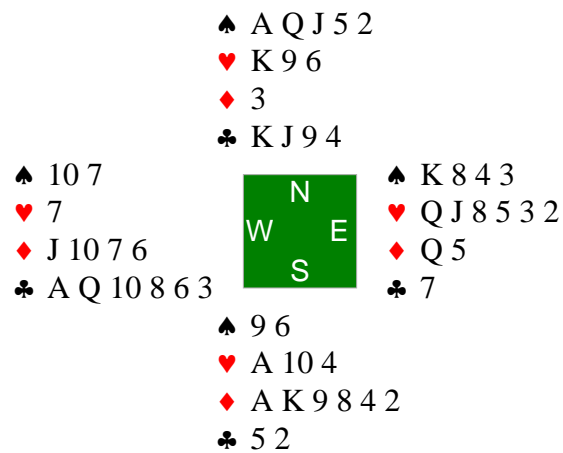 ♠ A Q J 5 2
♥ K 9 6
♦ 3
♣ K J 9 4
♠ 10 7
♥ 7
♦ J 10 7 6
♣ A Q 10 8 6 3
N
W E
S
♠ K 8 4 3
♥ Q J 8 5 3 2
♦ Q 5
♣ 7
♠ 9 6
♥ A 10 4
♦ A K 9 8 4 2
♣ 5 2